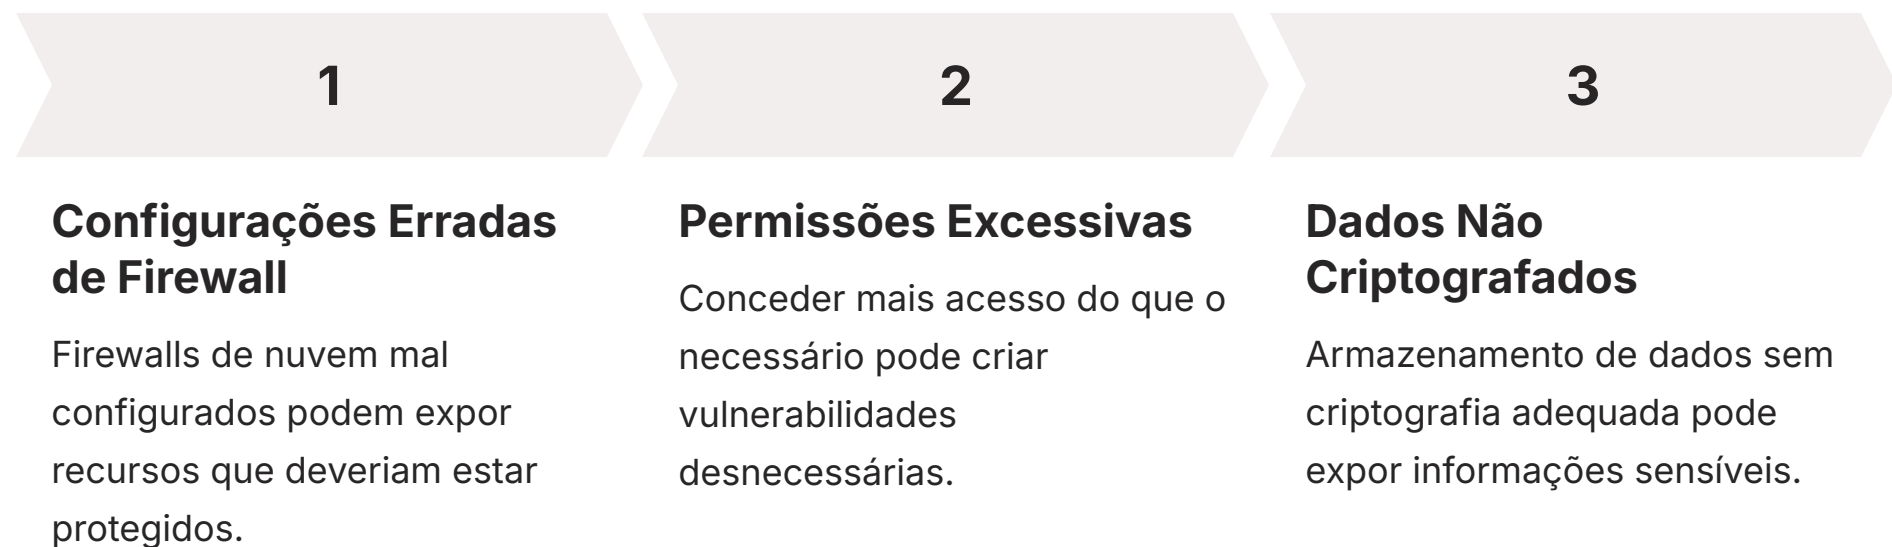 1
Configurações Erradas
de Firewall
Firewalls de nuvem mal
configurados podem expor
recursos que deveriam estar
protegidos.
2
Permissões Excessivas
Conceder mais acesso do que o
necessário pode criar
vulnerabilidades
desnecessárias.
3
Dados Não
Criptografados
Armazenamento de dados sem
criptografia adequada pode
expor informações sensíveis.